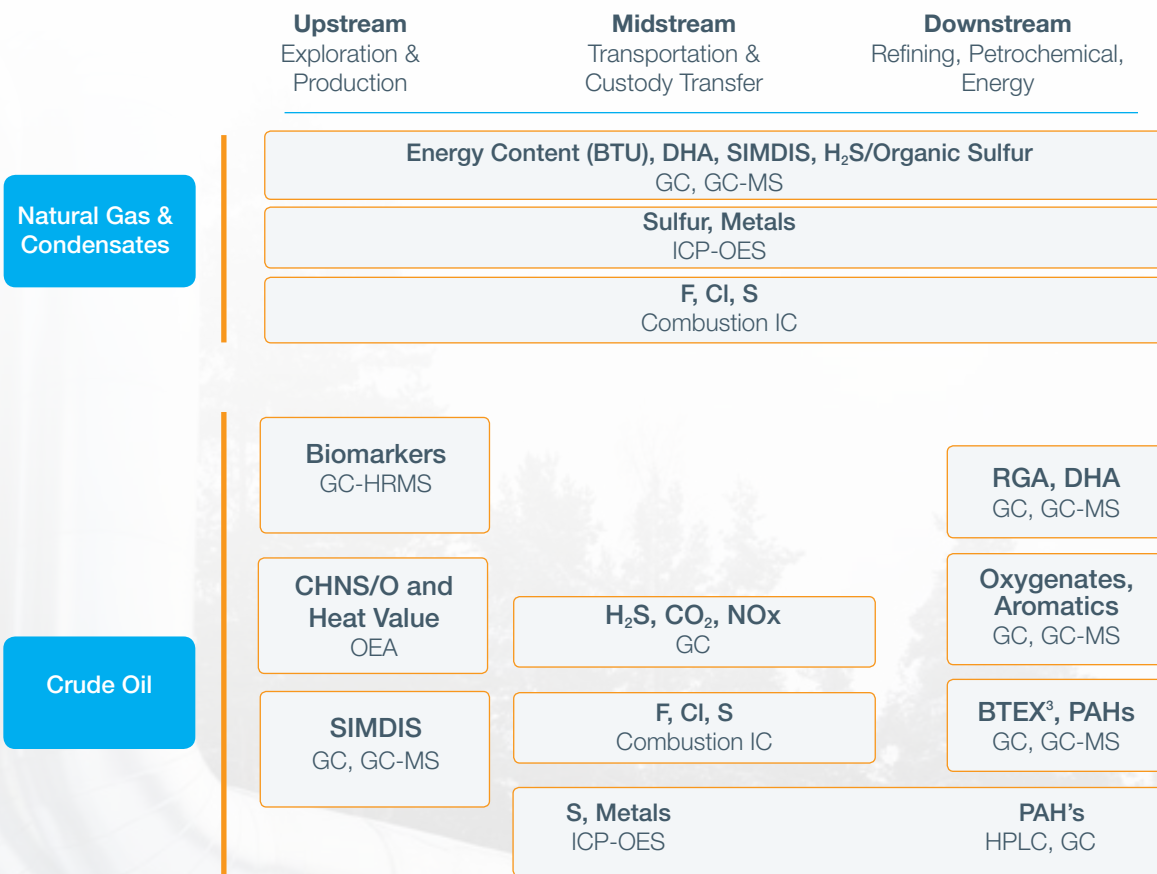 Upstream
Exploration &
Production
Midstream
Transportation &
Custody Transfer
Downstream
Refining, Petrochemical,
Energy
Natural Gas &
Condensates
Energy Content (BTU), DHA, SIMDIS, H₂S/Organic Sulfur
GC, GC-MS
Sulfur, Metals
ICP-OES
F, Cl, S
Combustion IC
Crude Oil
Biomarkers
GC-HRMS
CHNS/O and
Heat Value
OEA
SIMDIS
GC, GC-MS
H₂S, CO₂, NOx
GC
F, Cl, S
Combustion IC
S, Metals
ICP-OES
RGA, DHA
GC, GC-MS
Oxygenates,
Aromatics
GC, GC-MS
BTEX³, PAHs
GC, GC-MS
PAH's
HPLC, GC